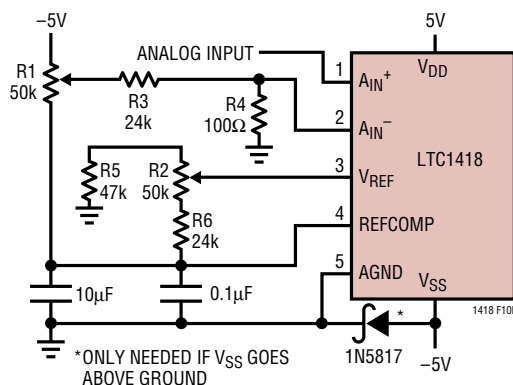 –5V
5V
ANALOG INPUT
R1
50k
R3
24k
R4
100Ω
R5
47k
R2
50k
R6
24k
1
AIN+
2
AIN–
3
VREF
4
REFCOMP
5
AGND
VDD
LTC1418
VSS
10µF
0.1µF
1418 F10
*
1N5817
–5V
*ONLY NEEDED IF VSS GOES
ABOVE GROUND